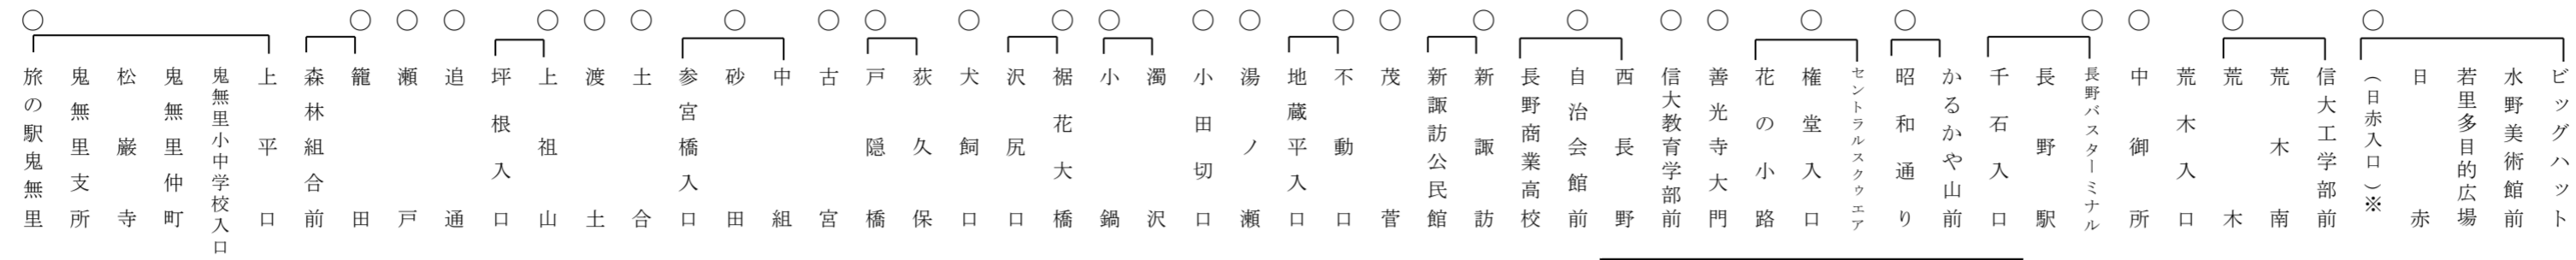 旅の駅鬼無里
鬼無里支所
松巌寺
鬼無里仲町
鬼無里小中学校入口
上平口
森林組合前
籠田
瀬戸
追通
坪根入口
上祖山
渡土
土合
参宮橋入口
砂田
中組
古宮
戸隠橋
荻久保
犬飼口
沢尻口
裾花大橋
小鍋
濁沢
小田切口
湯ノ瀬
地蔵平入口
不動口
茂菅
新諏訪公民館
新諏訪
長野商業高校
自治会館前
西長野
信大教育学部前
善光寺大門
花の小路
権堂入口
セントラルスクゥエア
昭和通り
かるかや山前
千石入口
長野駅
長野バスターミナル
中御所
荒木入口
荒木
荒木南
信大工学部前
(日赤入口)※
日赤
若里多目的広場
水野美術館前
ビッグハット